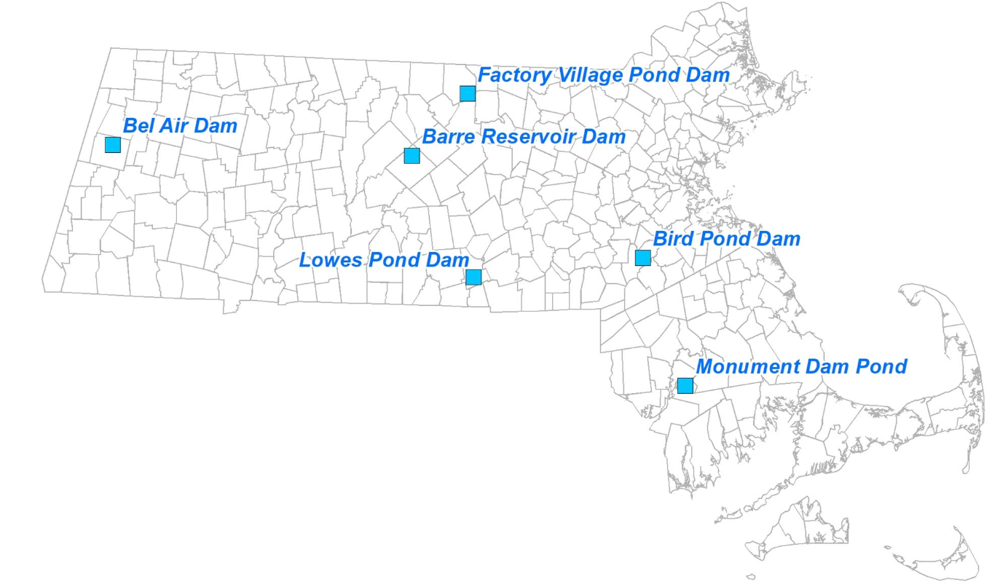 Factory Village Pond Dam
Bel Air Dam
Barre Reservoir Dam
Bird Pond Dam
Lowes Pond Dam
Monument Dam Pond